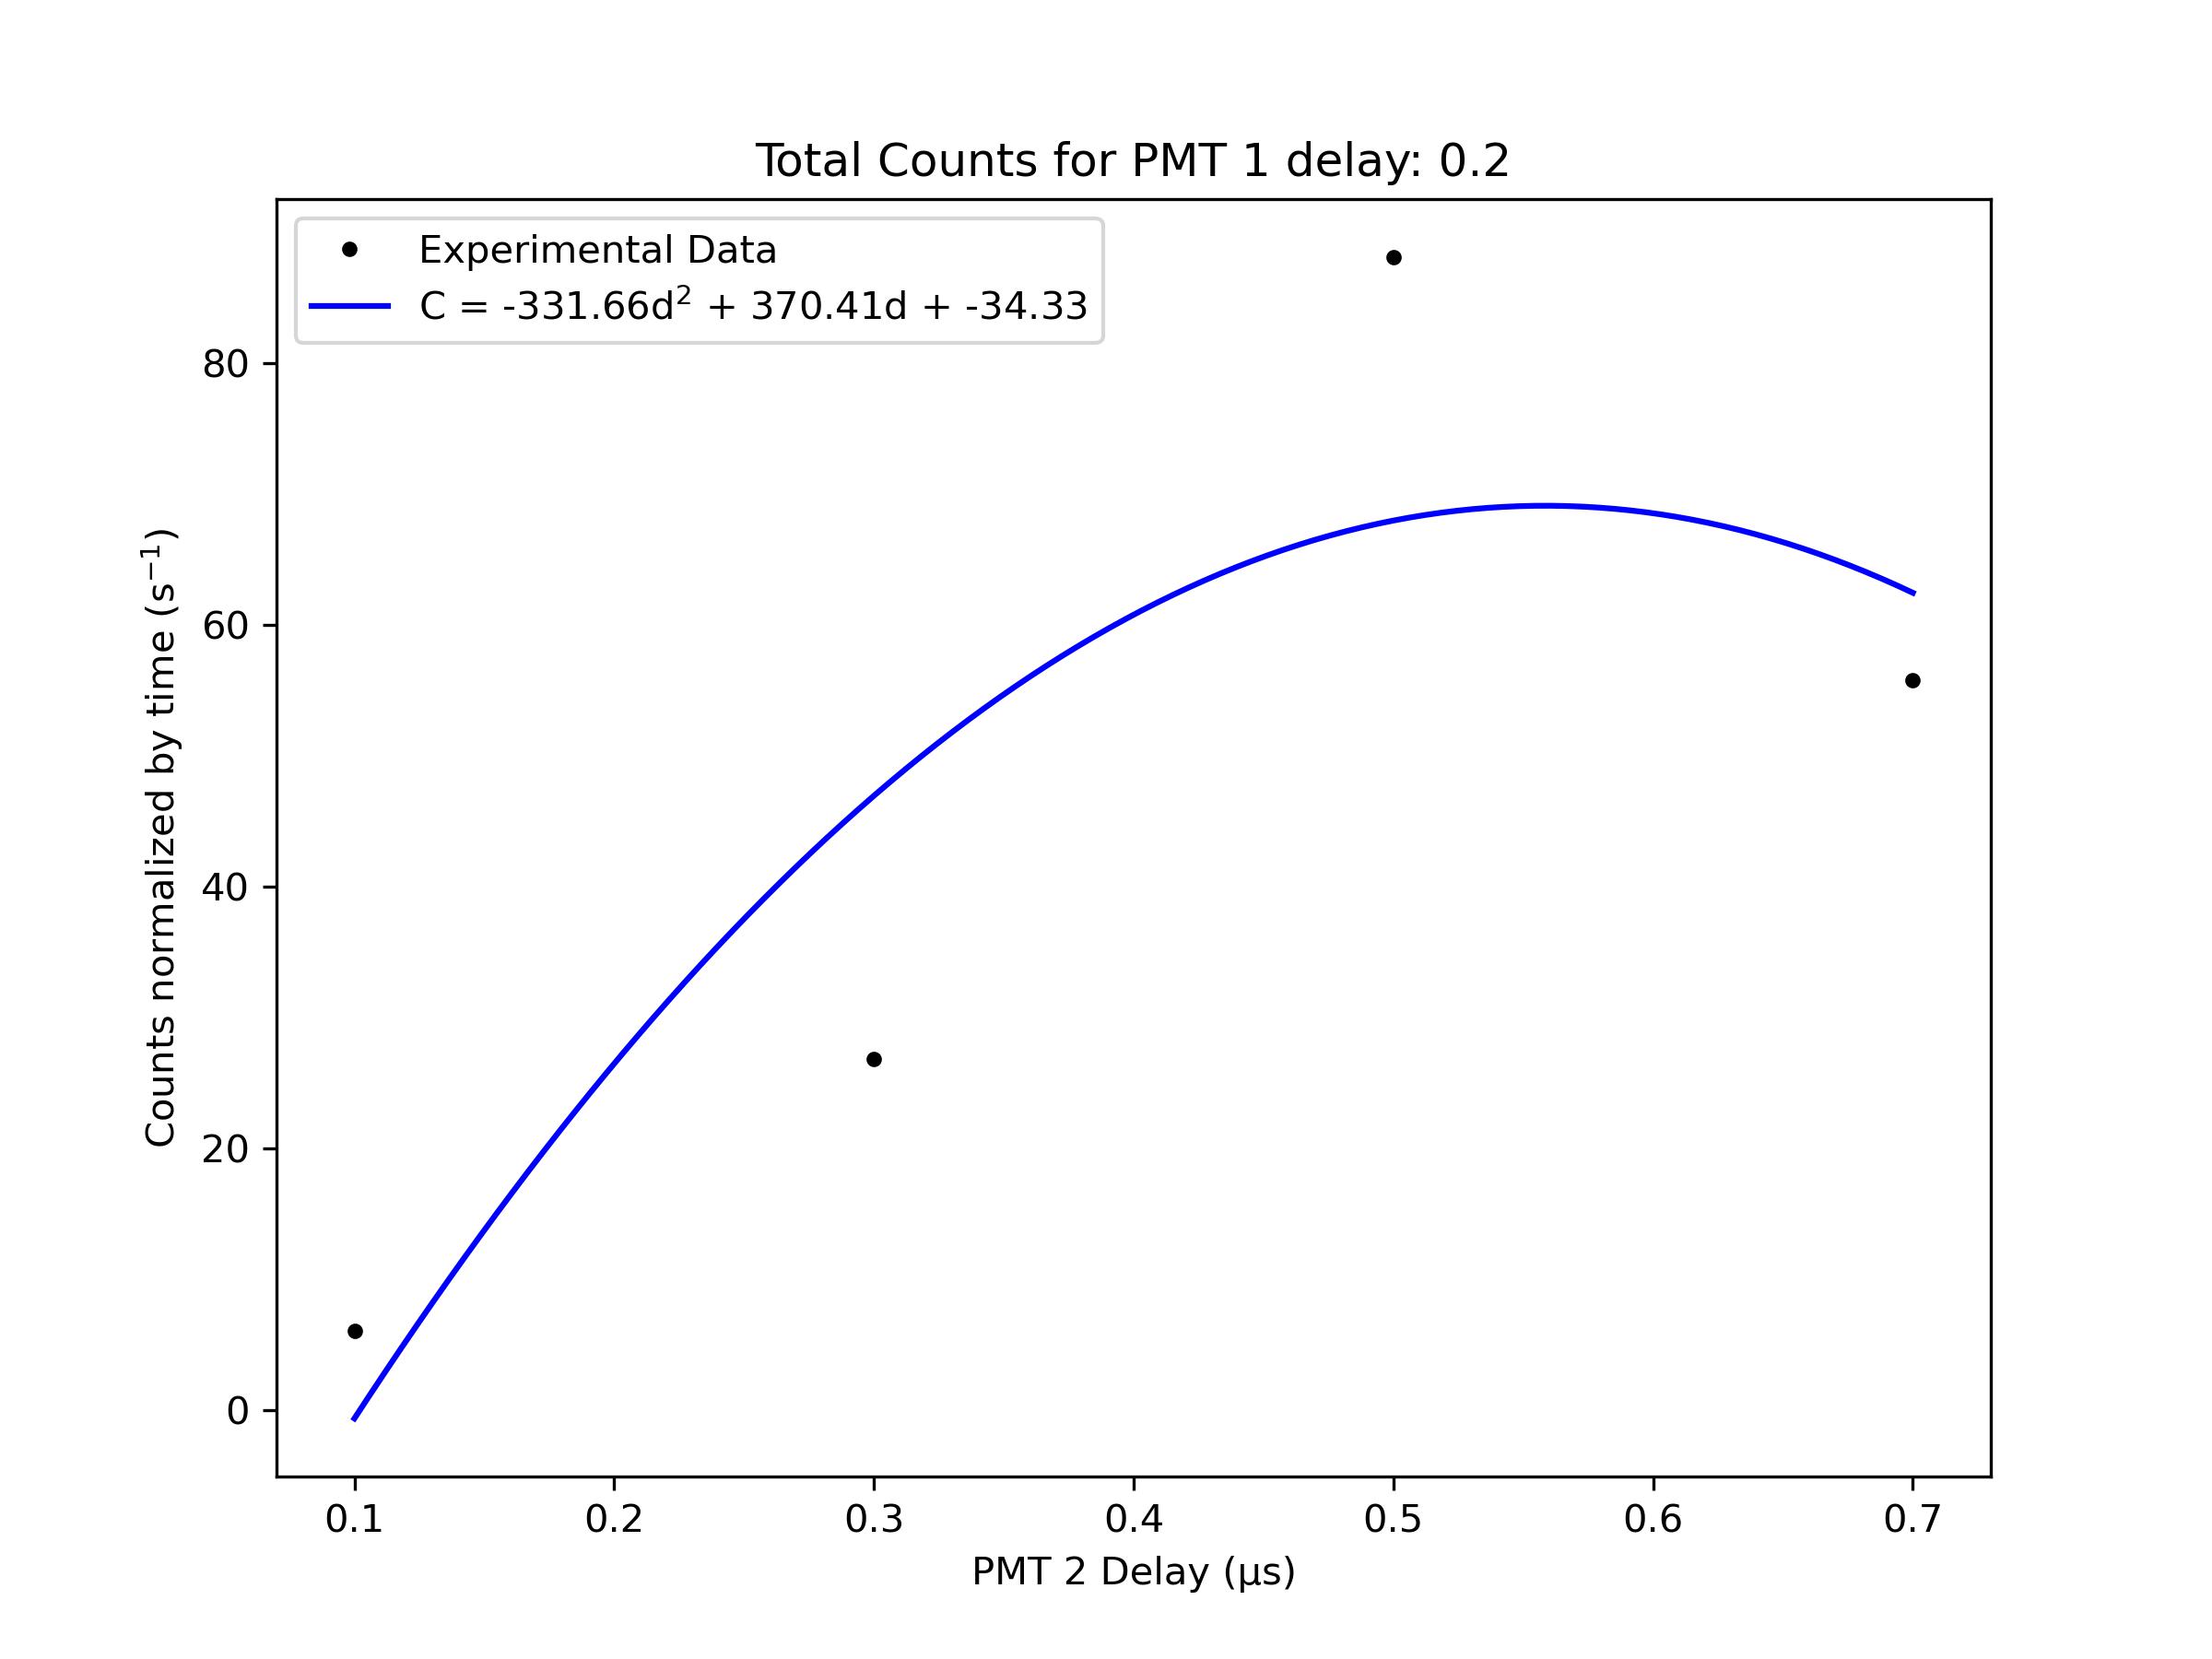 Total Counts for PMT 1 delay: 0.2
Experimental Data
C = -331.66d² + 370.41d + -34.33
Counts normalized by time (s⁻¹)
80
60
40
20
0
0.1 0.2 0.3 0.4 0.5 0.6 0.7
PMT 2 Delay (μs)